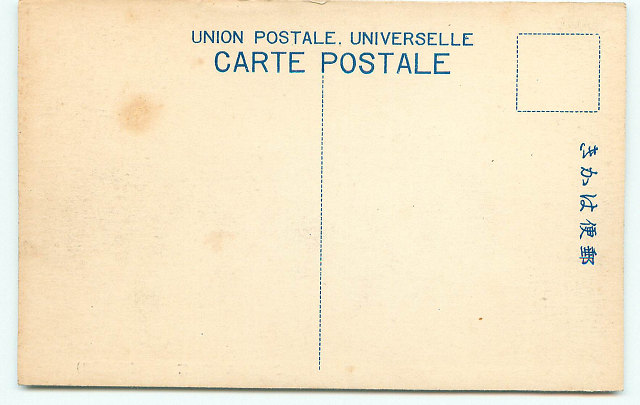 UNION POSTALE. UNIVERSELLE
CARTE POSTALE
郵便はかき